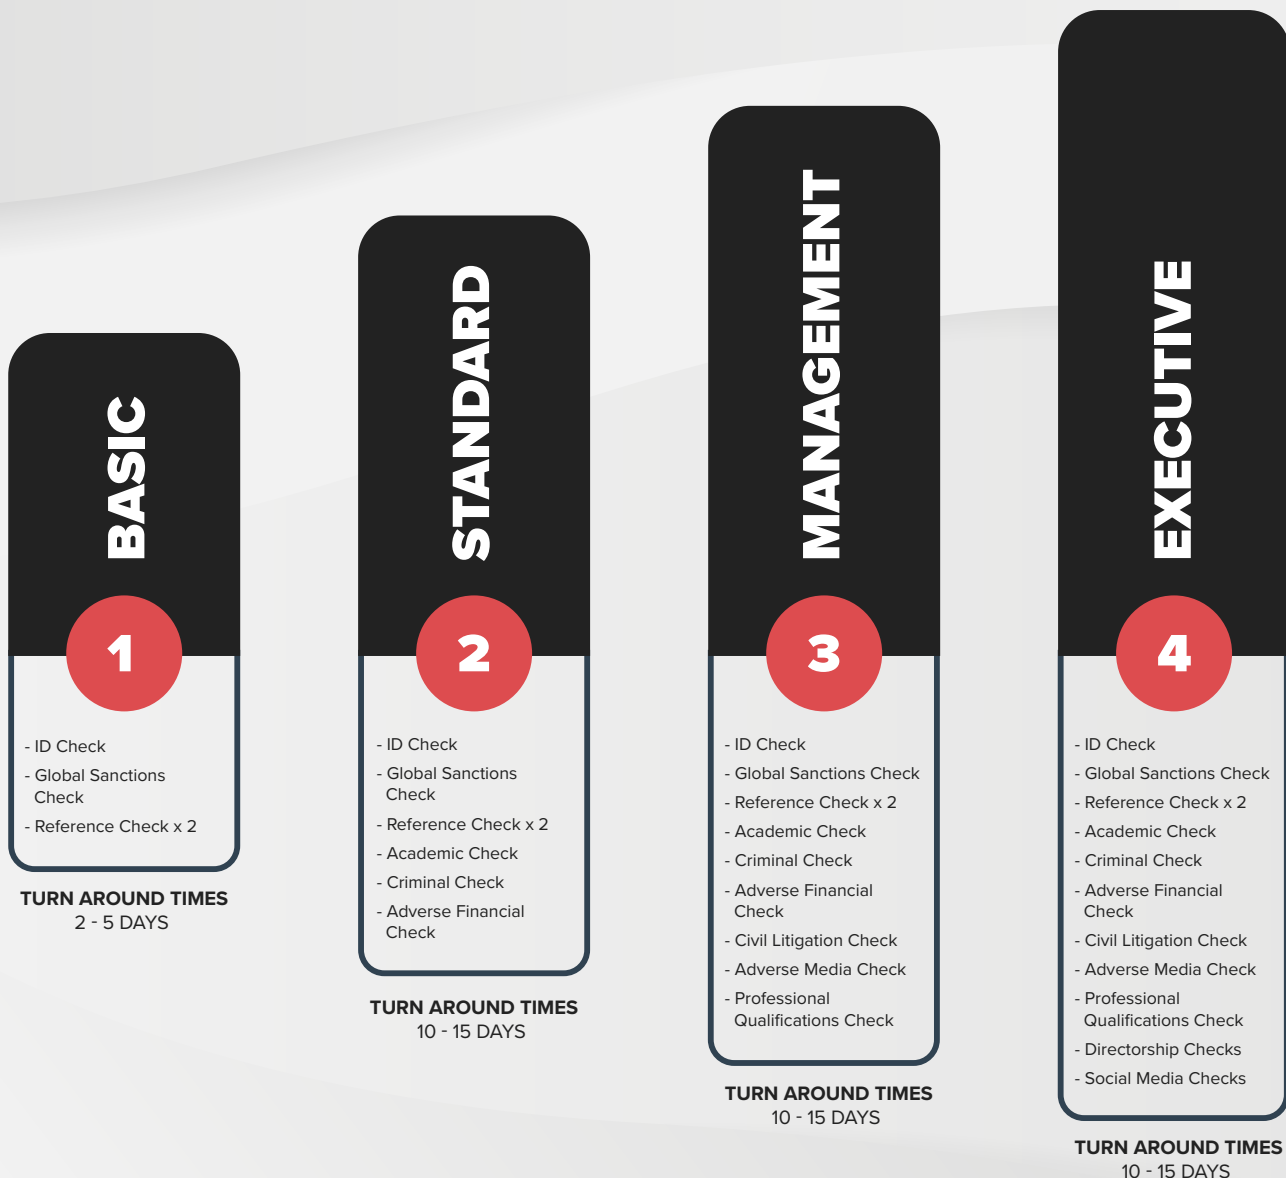 BASIC
1
- ID Check
- Global Sanctions
Check
- Reference Check x 2
TURN AROUND TIMES
2 - 5 DAYS
STANDARD
2
- ID Check
- Global Sanctions
Check
- Reference Check x 2
- Academic Check
- Criminal Check
- Adverse Financial
Check
TURN AROUND TIMES
10 - 15 DAYS
MANAGEMENT
3
- ID Check
- Global Sanctions Check
- Reference Check x 2
- Academic Check
- Criminal Check
- Adverse Financial
Check
- Civil Litigation Check
- Adverse Media Check
- Professional
Qualifications Check
TURN AROUND TIMES
10 - 15 DAYS
EXECUTIVE
4
- ID Check
- Global Sanctions Check
- Reference Check x 2
- Academic Check
- Criminal Check
- Adverse Financial
Check
- Civil Litigation Check
- Adverse Media Check
- Professional
Qualifications Check
- Directorship Checks
- Social Media Checks
TURN AROUND TIMES
10 - 15 DAYS